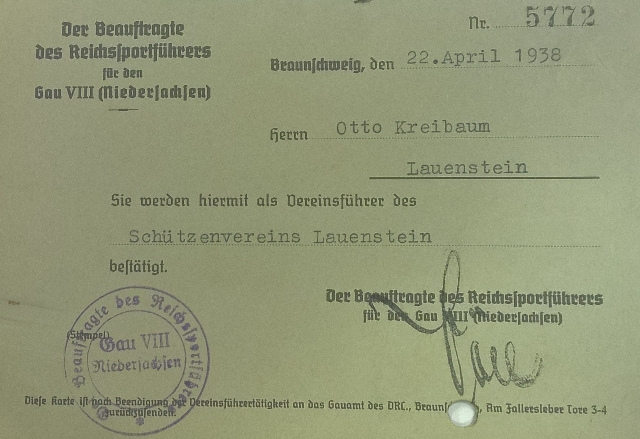 Der Beauftragte
des Reichssportführers
für den
Gau VIII (Niedersachsen)
Nr. 5772
Braunschweig, den 22.April 1938
Herrn Otto Kreibaum
Lauenstein
Sie werden hiermit als Vereinsführer des
Schützenvereins Lauenstein
bestätigt.
Der Beauftragte des Reichssportführers
für den Gau VIII (Niedersachsen)
(Stempel)
Der Beauftragte des Reichssportführers
Gau VIII
Niedersachsen
Diese Karte ist nach Beendigung der Vereinsführertätigkeit an das Gauamt des DRL., Braunsch , Am Fallersleber Tore 3-4
zurückzusenden.